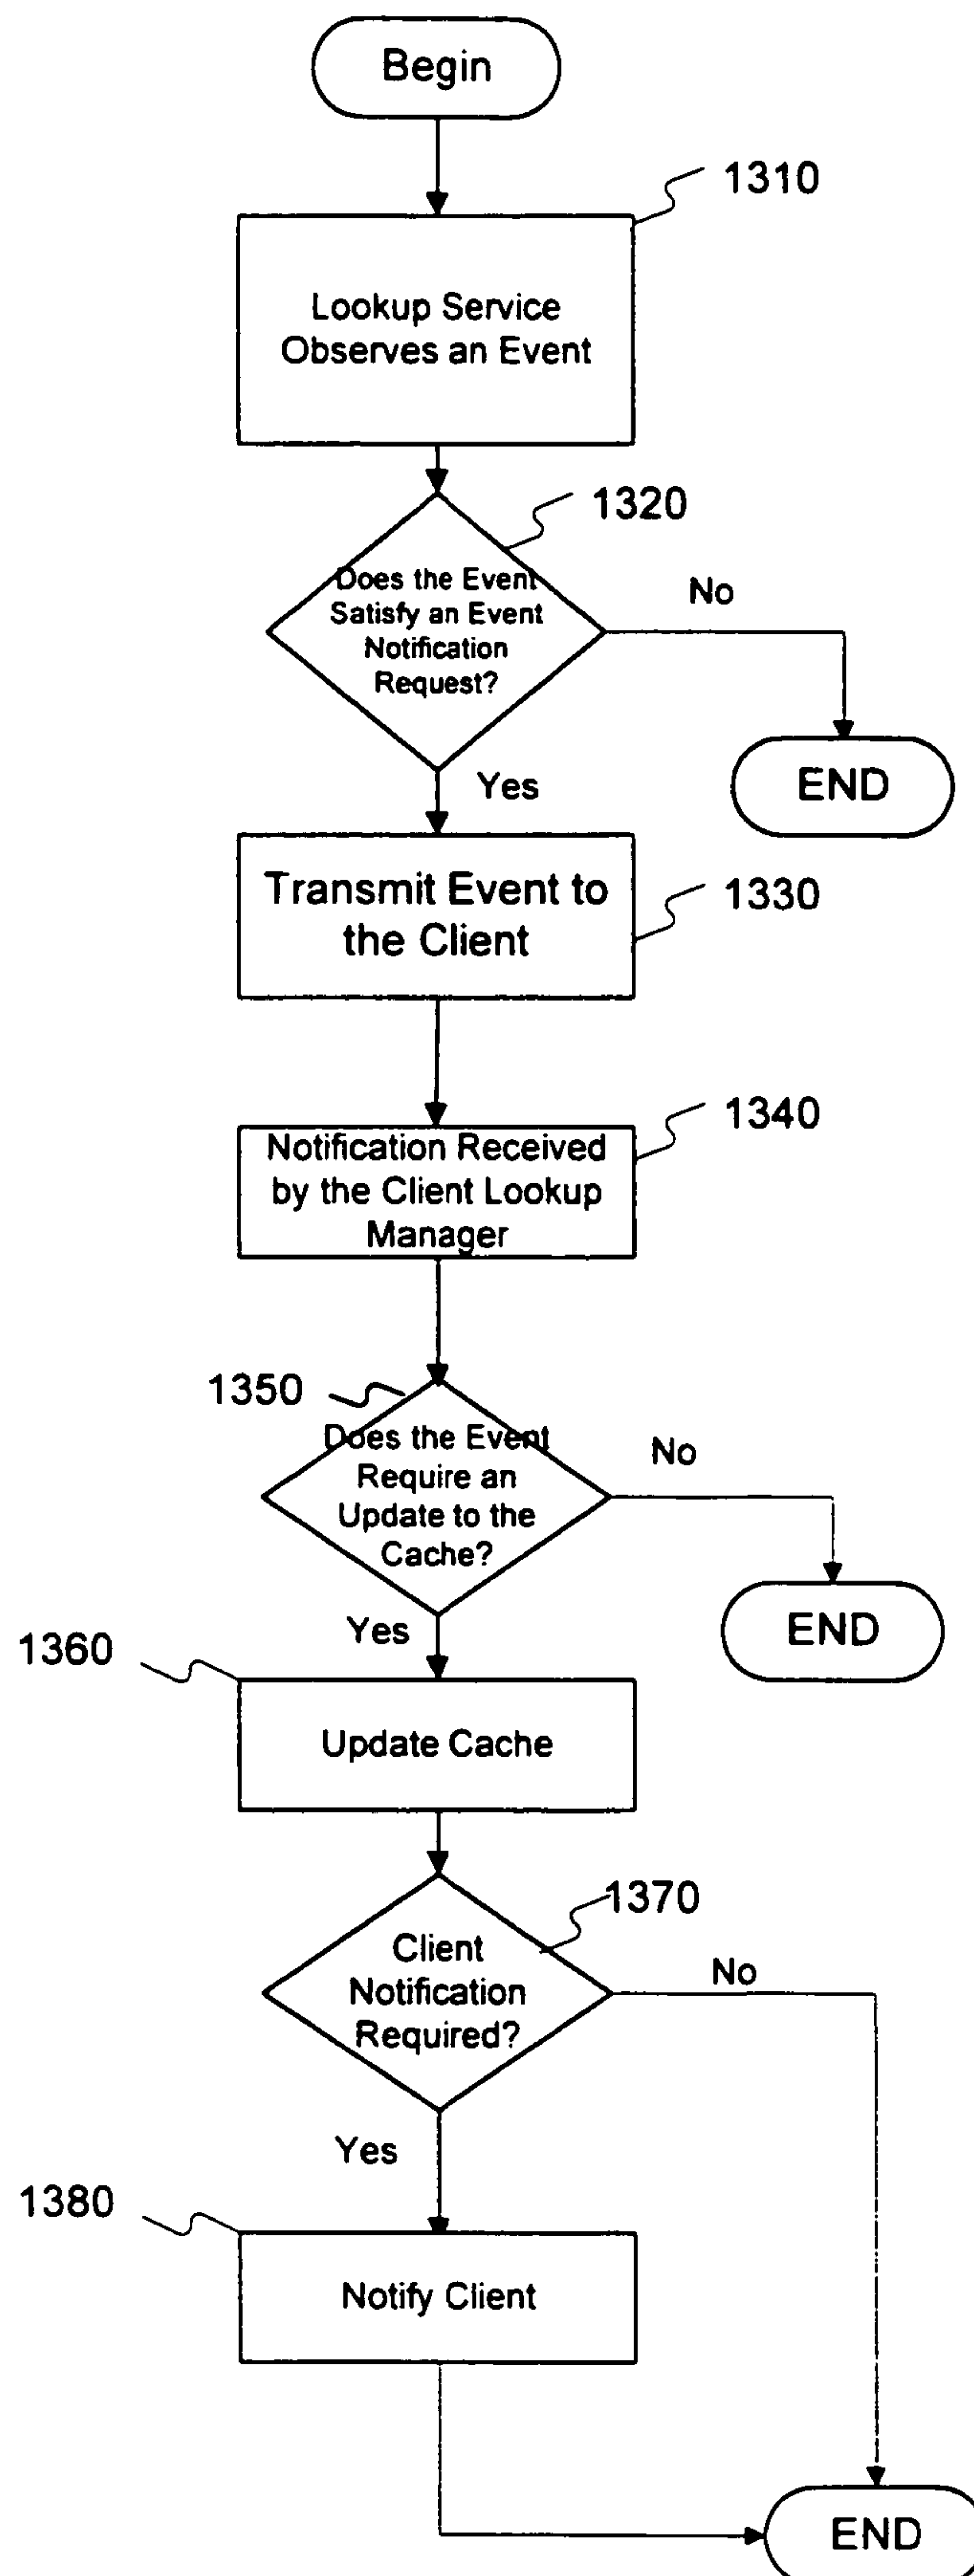 Begin
1310
Lookup Service
Observes an Event
1320
Does the Event
Satisfy an Event
Notification
Request?
No
END
Yes
Transmit Event to
the Client
1330
1340
Notification Received
by the Client Lookup
Manager
1350
Does the Event
Require an
Update to the
Cache?
No
END
Yes
1360
Update Cache
1370
Client
Notification
Required?
No
Yes
1380
Notify Client
END